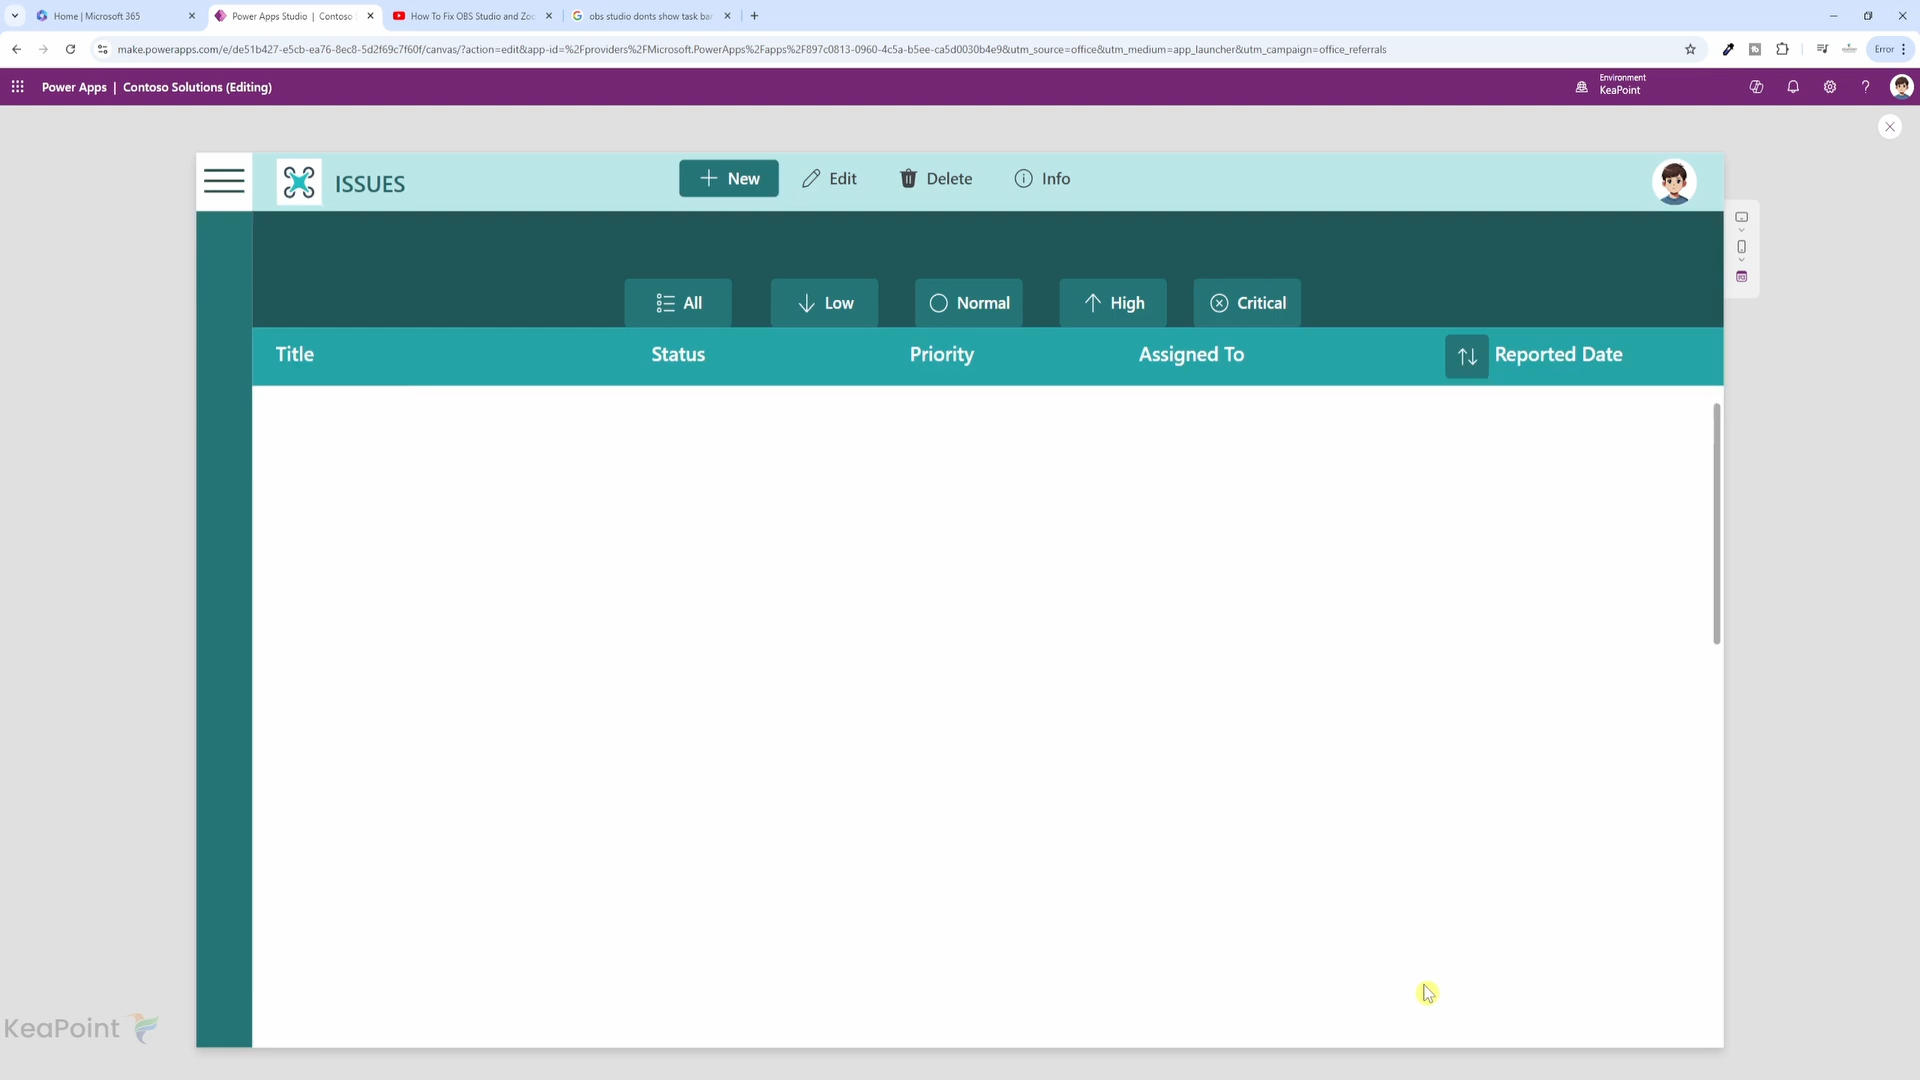 Home | Microsoft 365
Power Apps Studio | Contoso
How To Fix OBS Studio and Zoo
obs studio donts show task bar
make.powerapps.com/e/de51b427-e5cb-ea76-8ec8-5d2f69c7f60f/canvas/?action=edit&app-id=%2Fproviders%2FMicrosoft.PowerApps%2Fapps%2F897c0813-0960-4c5a-b5ee-ca5d0030b4e9&utm_source=office&utm_medium=app_launcher&utm_campaign=office_referrals
Error
Power Apps | Contoso Solutions (Editing)
Environment
KeaPoint
ISSUES
New
Edit
Delete
Info
All
Low
Normal
High
Critical
Title
Status
Priority
Assigned To
Reported Date
KeaPoint